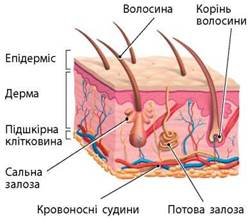 Волосина
Корінь
волосини
Епідерміс
Дерма
Підшкірна
клітковина
Сальна
залоза
Кровоносні судини
Потова залоза